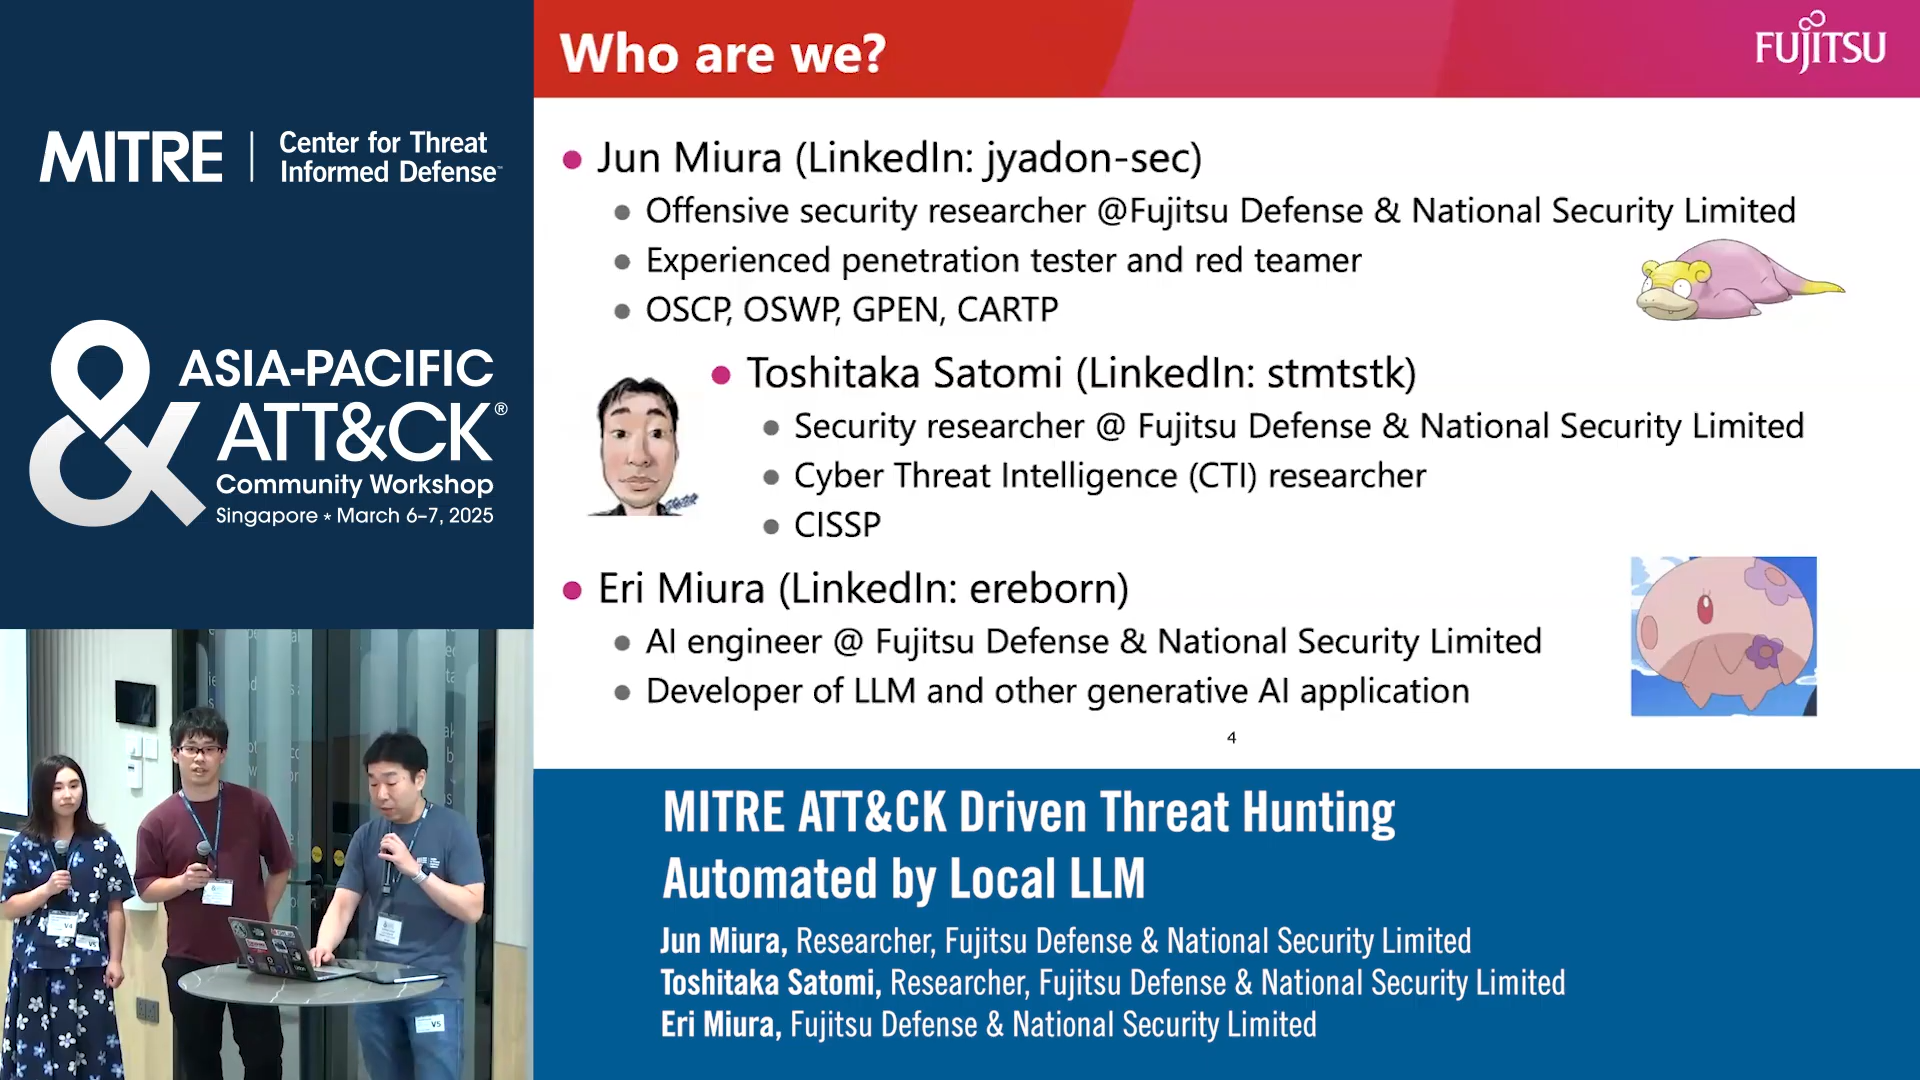 MITRE | Center for Threat
Informed Defense™
ASIA-PACIFIC
ATT&CK®
Community Workshop
Singapore * March 6–7, 2025
Who are we?
FUJITSU
Jun Miura (LinkedIn: jyadon-sec)
Offensive security researcher @Fujitsu Defense & National Security Limited
Experienced penetration tester and red teamer
OSCP, OSWP, GPEN, CARTP
Toshitaka Satomi (LinkedIn: stmtstk)
Security researcher @ Fujitsu Defense & National Security Limited
Cyber Threat Intelligence (CTI) researcher
CISSP
Eri Miura (LinkedIn: ereborn)
AI engineer @ Fujitsu Defense & National Security Limited
Developer of LLM and other generative AI application
4
MITRE ATT&CK Driven Threat Hunting
Automated by Local LLM
Jun Miura, Researcher, Fujitsu Defense & National Security Limited
Toshitaka Satomi, Researcher, Fujitsu Defense & National Security Limited
Eri Miura, Fujitsu Defense & National Security Limited
V4
V5